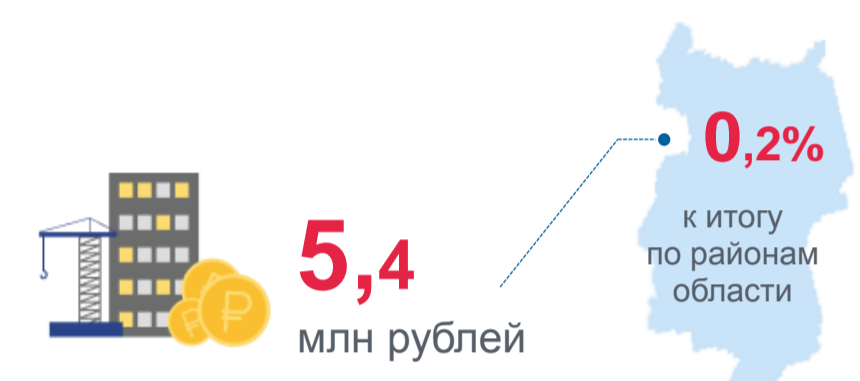 5,4
млн рублей
0,2%
к итогу
по районам
области